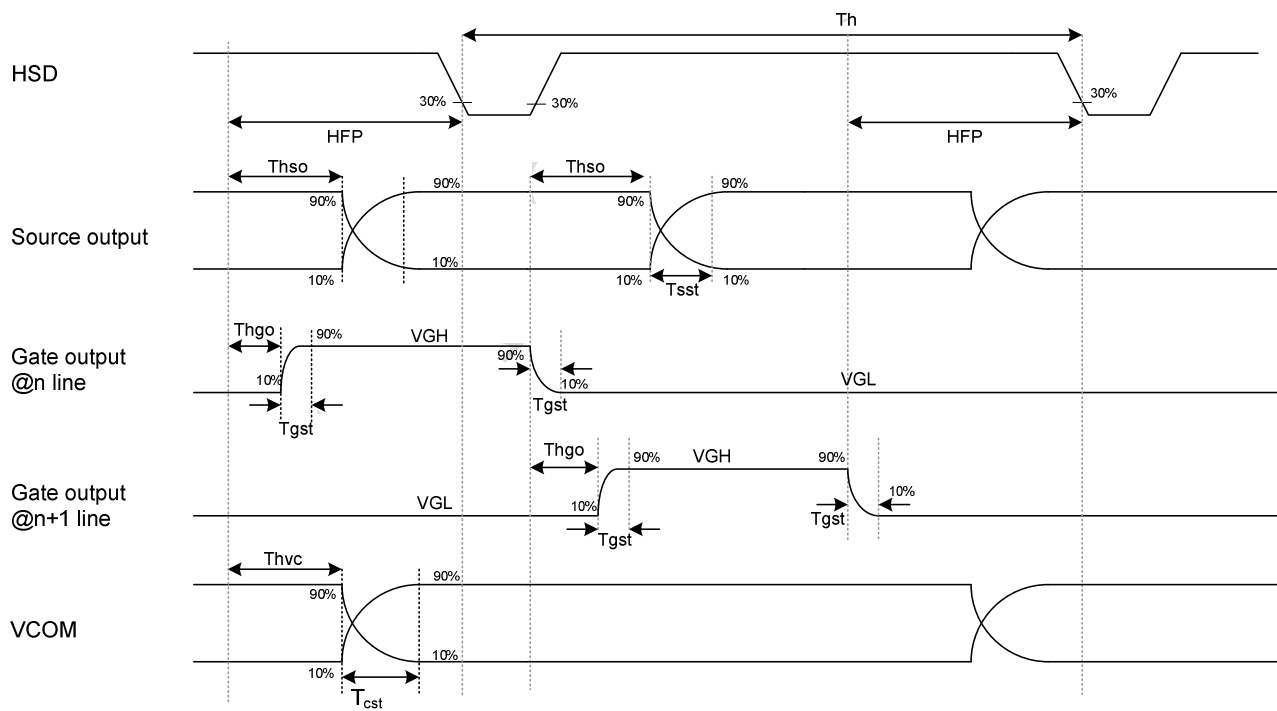 Th
HSD
30%
30%
30%
HFP
HFP
Thso
Thso
90%
90%
90%
90%
Source output
10%
10%
10%
10%
Tsst
Thgo
90%
VGH
90%
Gate output
@n line
10%
10%
VGL
Tgst
Tgst
Thgo
90%
VGH
90%
Gate output
@n+1 line
VGL
10%
10%
Tgst
Tgst
Thvc
90%
90%
VCOM
10%
10%
Tcst